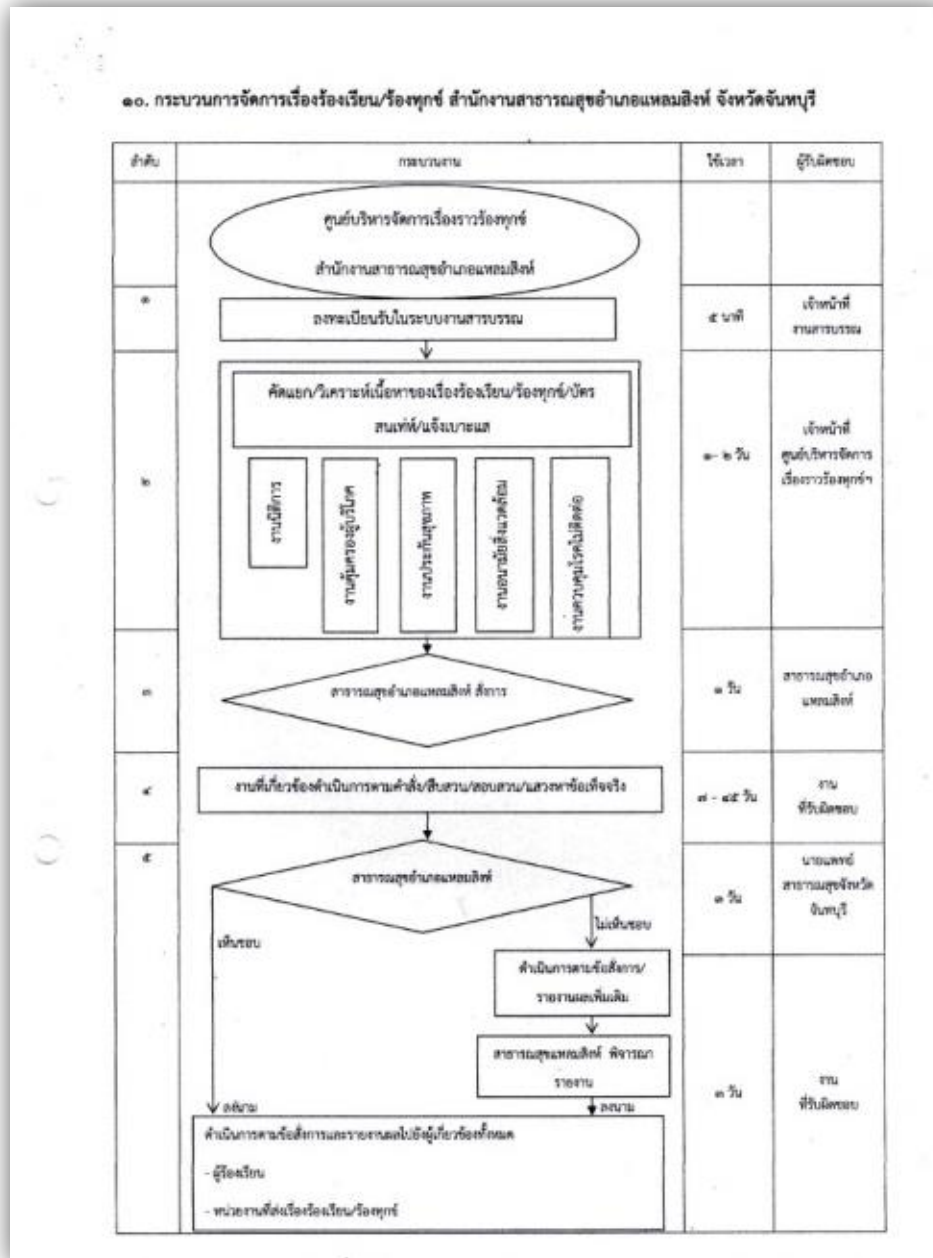 ๑๐. กระบวนการจัดการเรื่องร้องเรียน/ร้องทุกข์ สำนักงานสาธารณสุขอำเภอแหลมสิงห์ จังหวัดจันทบุรี
ลำดับ กระบวนงาน ใช้เวลา ผู้รับผิดชอบ
ศูนย์บริหารจัดการเรื่องราวร้องทุกข์
สำนักงานสาธารณสุขอำเภอแหลมสิงห์
๑
ลงทะเบียนรับในระบบงานสารบรรณ
๕ นาที
เจ้าหน้าที่
งานสารบรรณ
๒
คัดแยก/วิเคราะห์เนื้อหาของเรื่องร้องเรียน/ร้องทุกข์/บัตร
สนเท่ห์/แจ้งเบาะแส
งานนิติการ
งานคุ้มครองผู้บริโภค
งานประกันสุขภาพ
งานอนามัยสิ่งแวดล้อม
งานควบคุมโรคไม่ติดต่อ
๑- ๒ วัน
เจ้าหน้าที่
ศูนย์บริหารจัดการ
เรื่องราวร้องทุกข์ฯ
๓
สาธารณสุขอำเภอแหลมสิงห์ สั่งการ
๑ วัน
สาธารณสุขอำเภอ
แหลมสิงห์
๔
งานที่เกี่ยวข้องดำเนินการตามคำสั่ง/สืบสวน/สอบสวน/แสวงหาข้อเท็จจริง
๗ - ๔๕ วัน
งาน
ที่รับผิดชอบ
๕
สาธารณสุขอำเภอแหลมสิงห์
วัน
นายแพทย์
สาธารณสุขจังหวัด
จันทบุรี
เห็นชอบ
ไม่เห็นชอบ
ดำเนินการตามข้อสั่งการ/
รายงานผลเพิ่มเติม
สาธารณสุขแหลมสิงห์ พิจารณา
รายงาน
วัน
งาน
ที่รับผิดชอบ
ลงนาม
ลงนาม
ดำเนินการตามข้อสั่งการและรายงานผลไปยังผู้เกี่ยวข้องทั้งหมด
- ผู้ร้องเรียน
- หน่วยงานที่ส่งเรื่องร้องเรียน/ร้องทุกข์